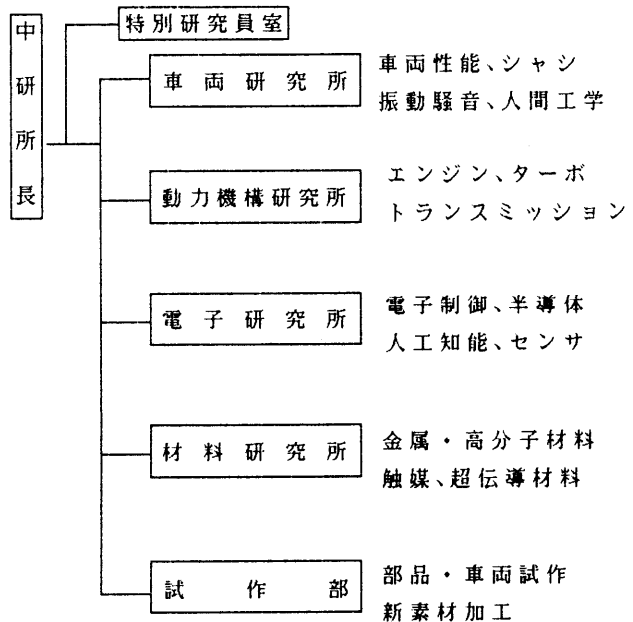 中研所長
特別研究員室
車両研究所
車両性能、シャシ
振動騒音、人間工学
動力機構研究所
エンジン、ターボ
トランスミッション
電子研究所
電子制御、半導体
人工知能、センサ
材料研究所
金属・高分子材料
触媒、超伝導材料
試作部
部品・車両試作
新素材加工